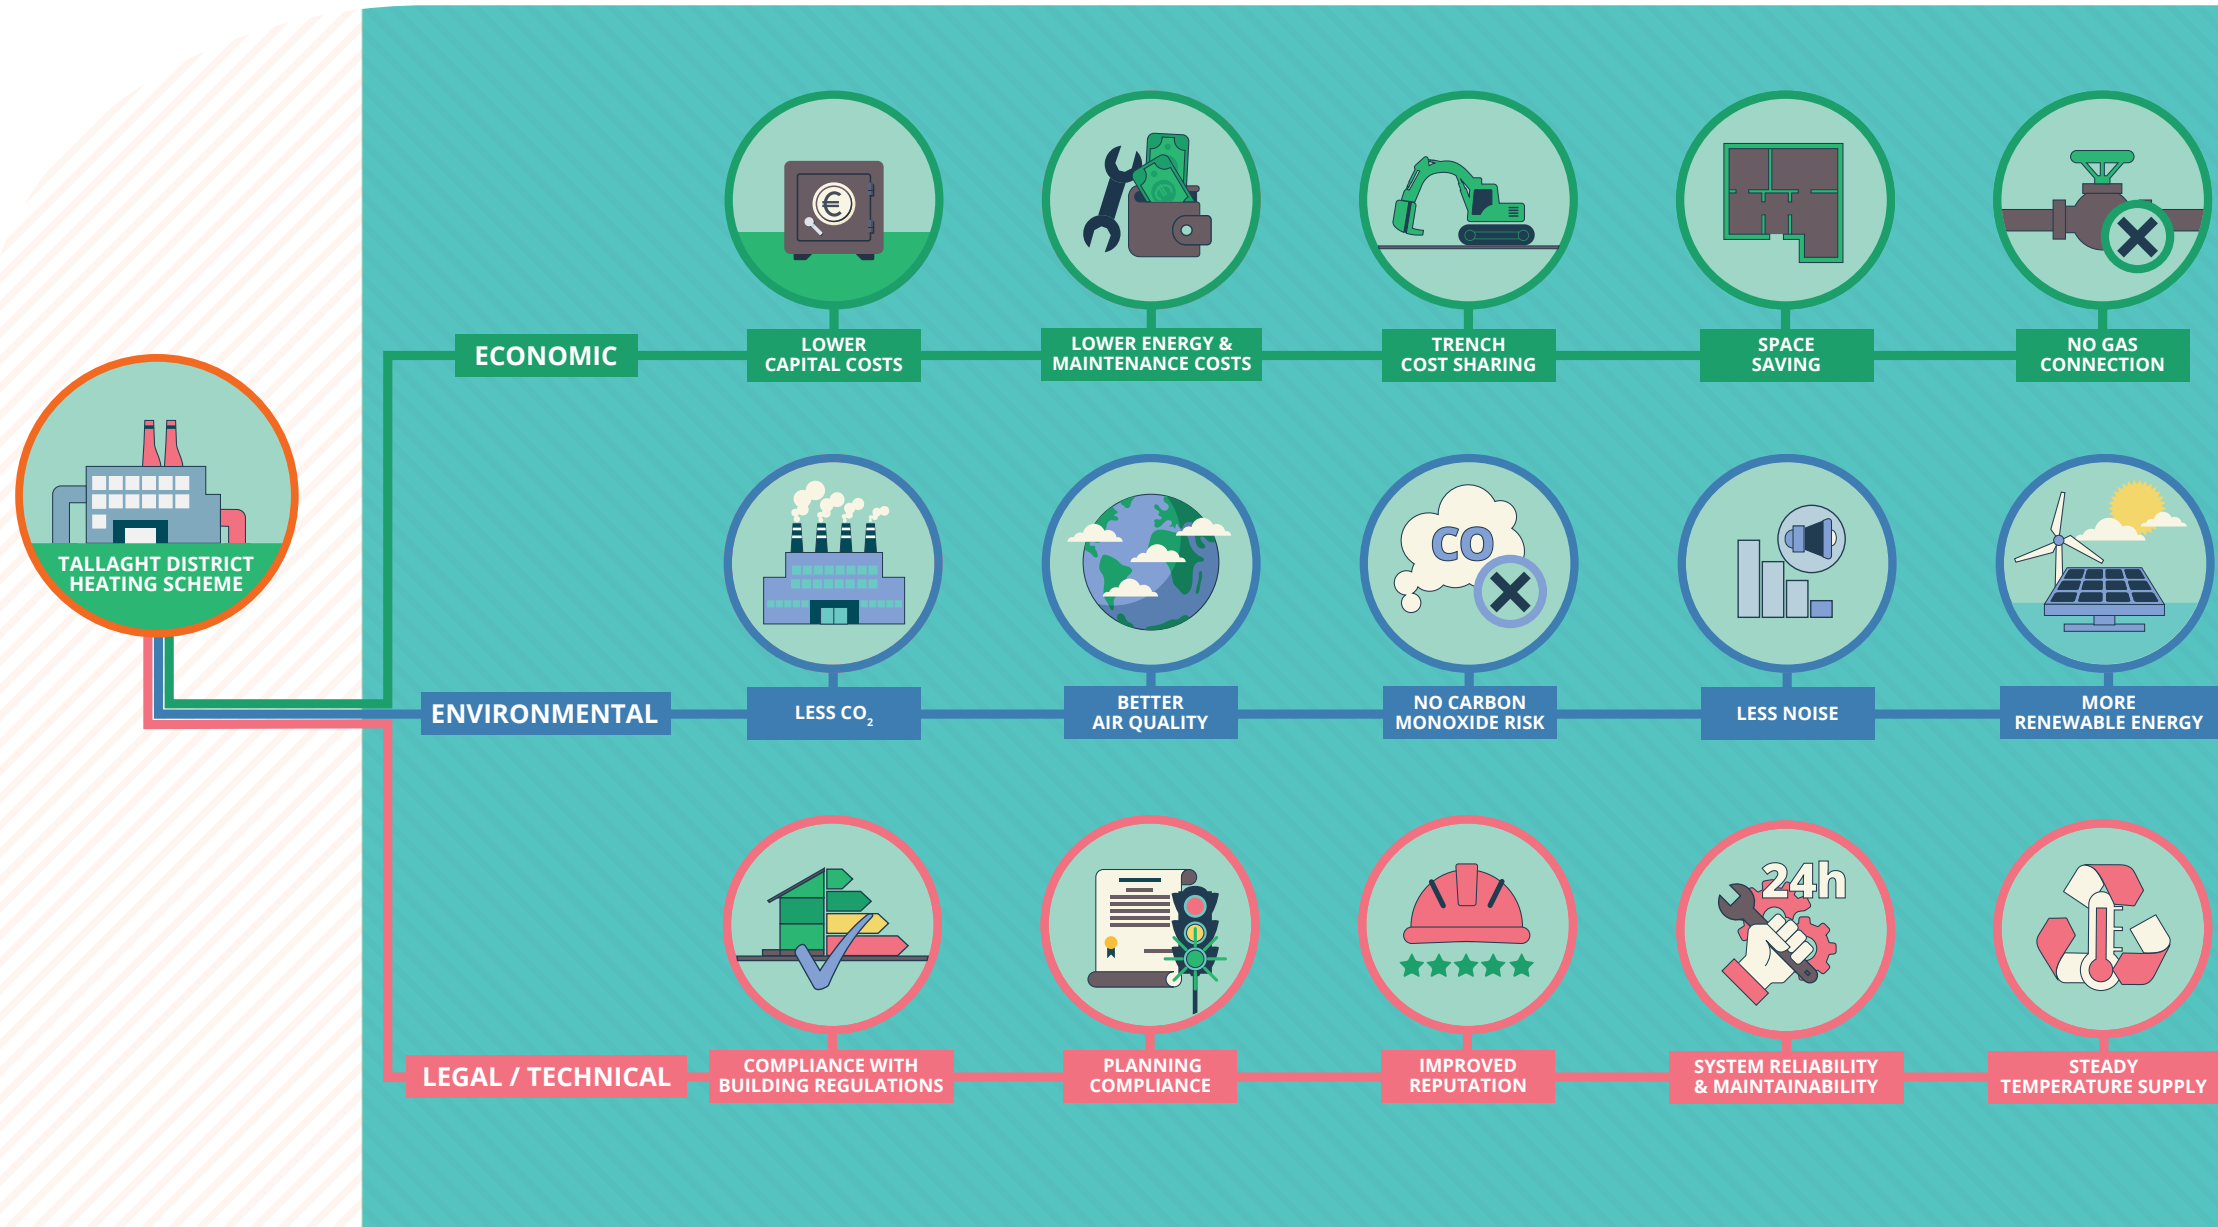 TALLAGHT DISTRICT
HEATING SCHEME
ECONOMIC
€
LOWER
CAPITAL COSTS
LOWER ENERGY &
MAINTENANCE COSTS
TRENCH
COST SHARING
SPACE
SAVING
NO GAS
CONNECTION
ENVIRONMENTAL
LESS CO₂
BETTER
AIR QUALITY
CO
NO CARBON
MONOXIDE RISK
LESS NOISE
MORE
RENEWABLE ENERGY
LEGAL / TECHNICAL
COMPLIANCE WITH
BUILDING REGULATIONS
PLANNING
COMPLIANCE
IMPROVED
REPUTATION
24h
SYSTEM RELIABILITY
& MAINTAINABILITY
STEADY
TEMPERATURE SUPPLY